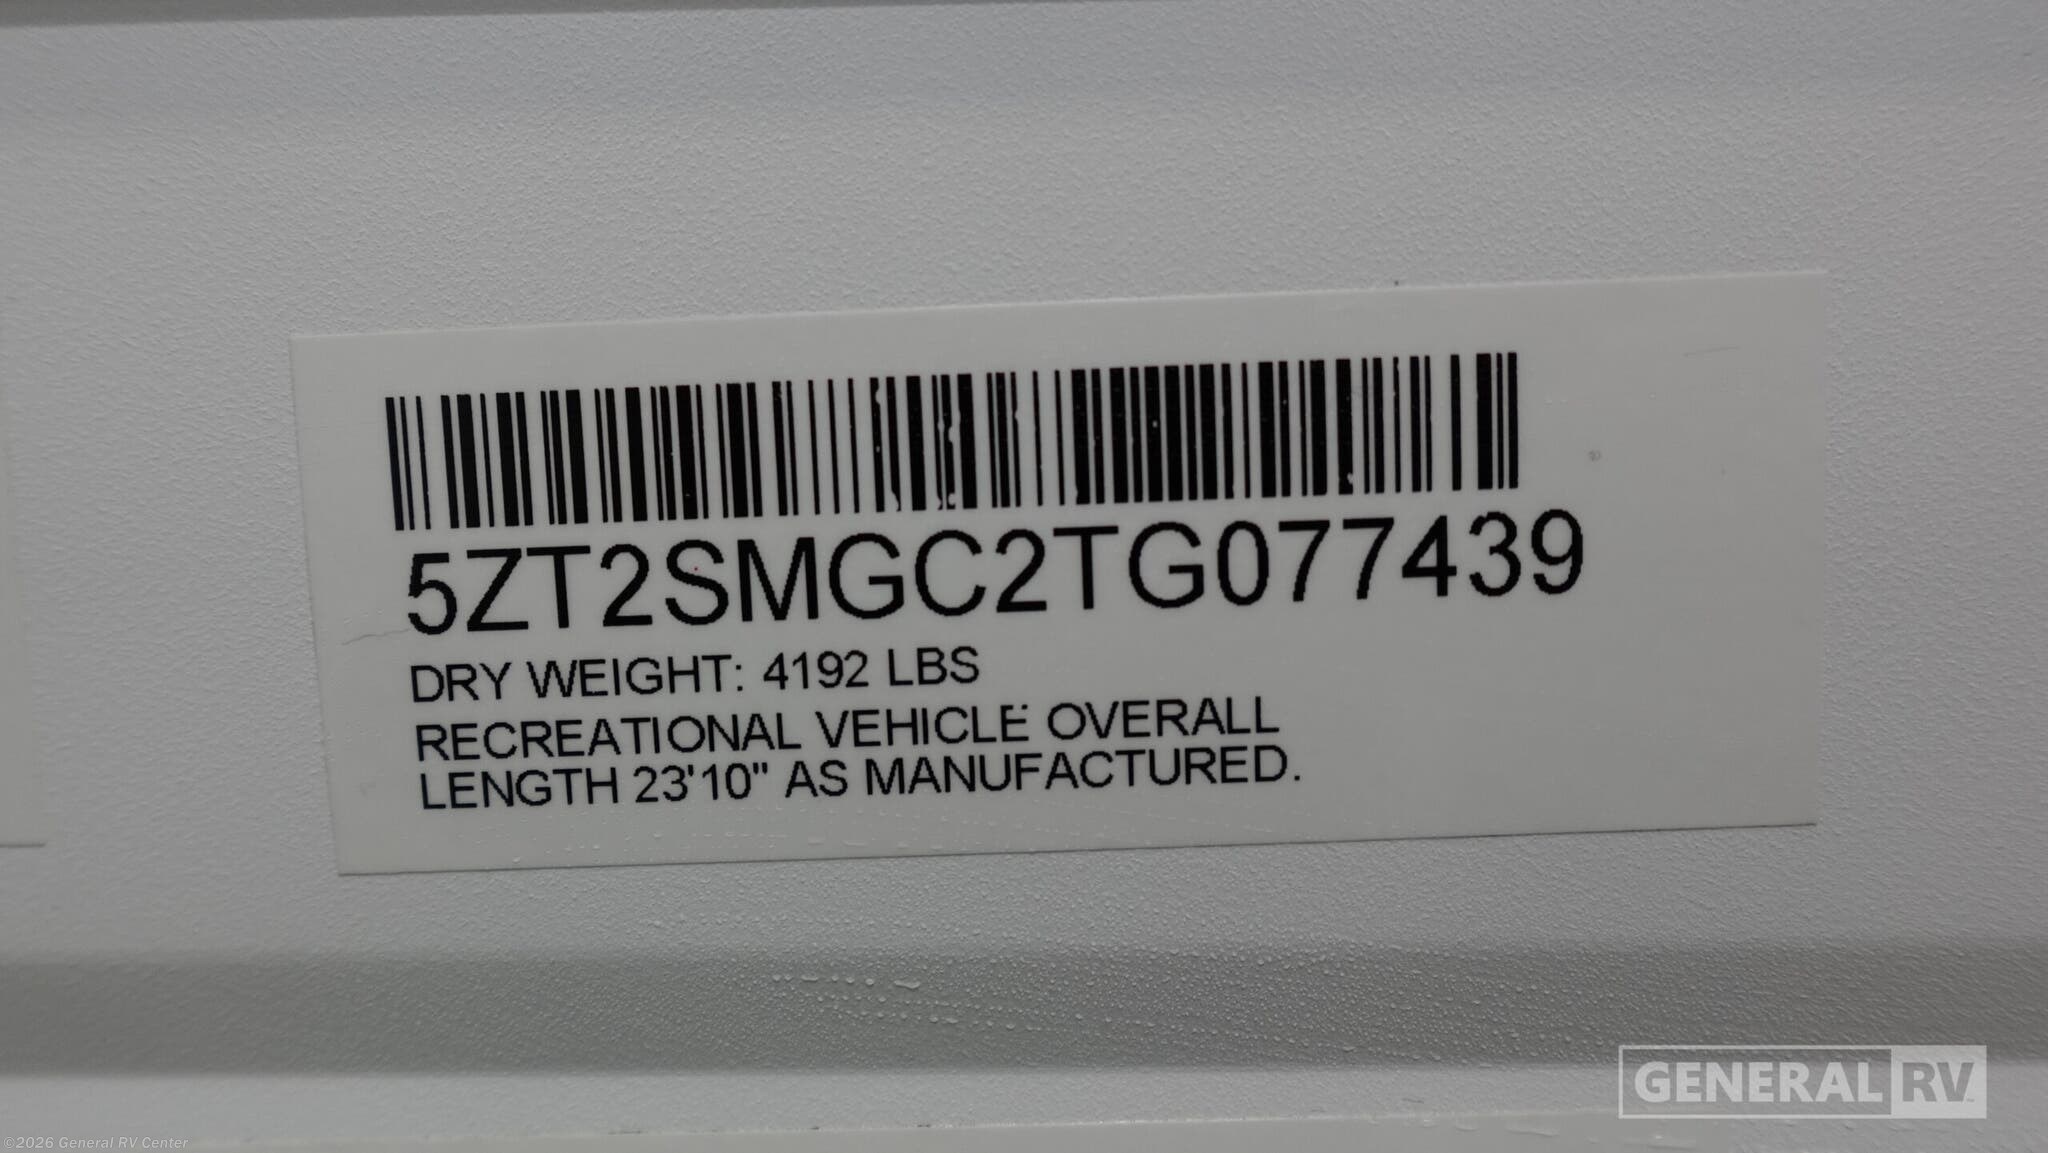 5ZT2SMGC2TG077439
DRY WEIGHT: 4192 LBS
RECREATIONAL VEHICLE OVERALL
LENGTH 23'10" AS MANUFACTURED.
GENERAL RV
©2026 General RV Center